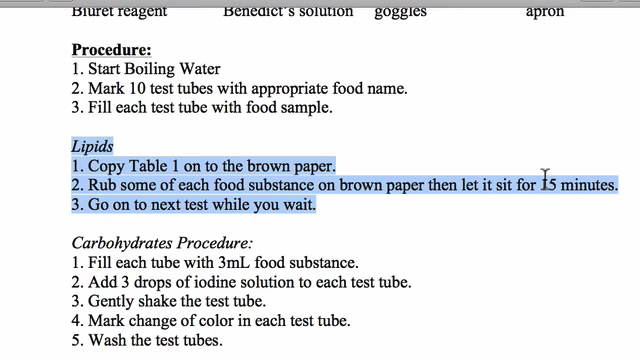 Biuret reagent Benedict's solution goggles apron
Procedure:
1. Start Boiling Water
2. Mark 10 test tubes with appropriate food name.
3. Fill each test tube with food sample.
Lipids
1. Copy Table 1 on to the brown paper.
2. Rub some of each food substance on brown paper then let it sit for 15 minutes.
3. Go on to next test while you wait.
Carbohydrates Procedure:
1. Fill each tube with 3mL food substance.
2. Add 3 drops of iodine solution to each test tube.
3. Gently shake the test tube.
4. Mark change of color in each test tube.
5. Wash the test tubes.